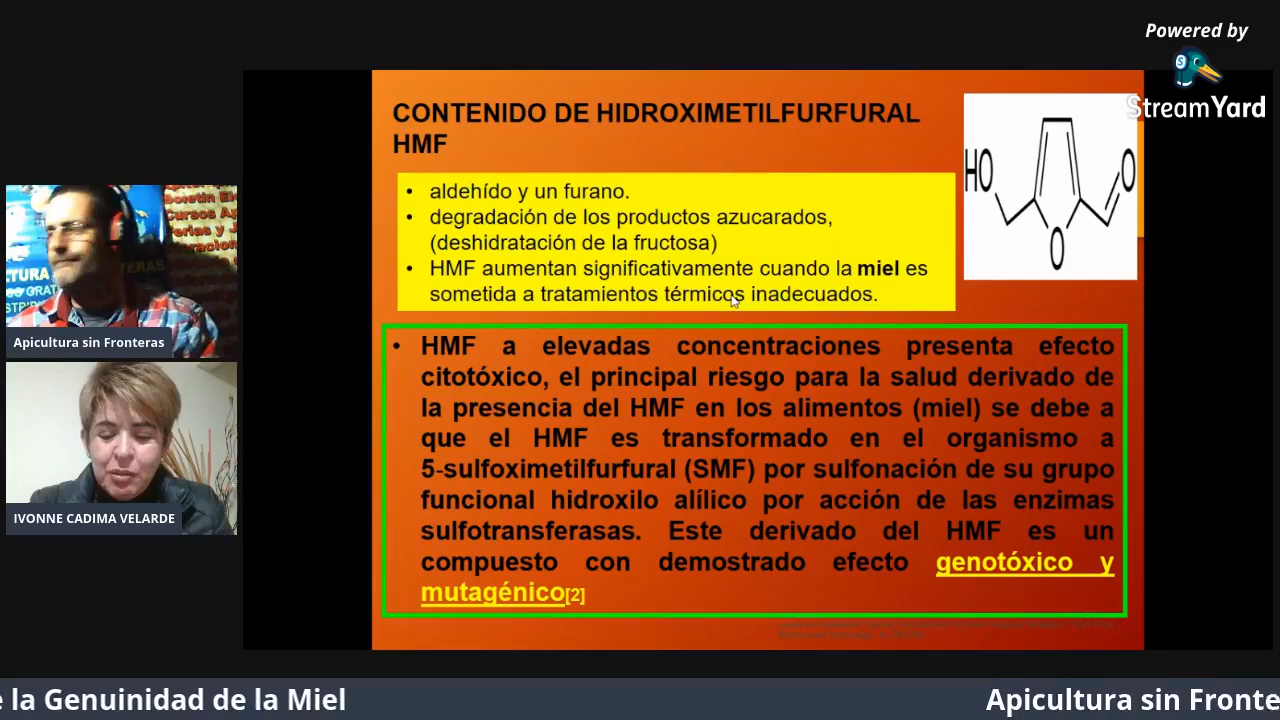 Powered by
StreamYard
CONTENIDO DE HIDROXIMETILFURFURAL
HMF
• aldehído y un furano.
• degradación de los productos azucarados,
(deshidratación de la fructosa)
• HMF aumentan significativamente cuando la miel es
sometida a tratamientos térmicos inadecuados.
HO
O
O
• HMF a elevadas concentraciones presenta efecto
citotóxico, el principal riesgo para la salud derivado de
la presencia del HMF en los alimentos (miel) se debe a
que el HMF es transformado en el organismo a
5-sulfoximetilfurfural (SMF) por sulfonación de su grupo
funcional hidroxilo alílico por acción de las enzimas
sulfotransferasas. Este derivado del HMF es un
compuesto con demostrado efecto genotóxico y
mutagénico[2]
Apicultura sin Fronteras
IVONNE CADIMA VELARDE
e la Genuinidad de la Miel
Apicultura sin Fronte